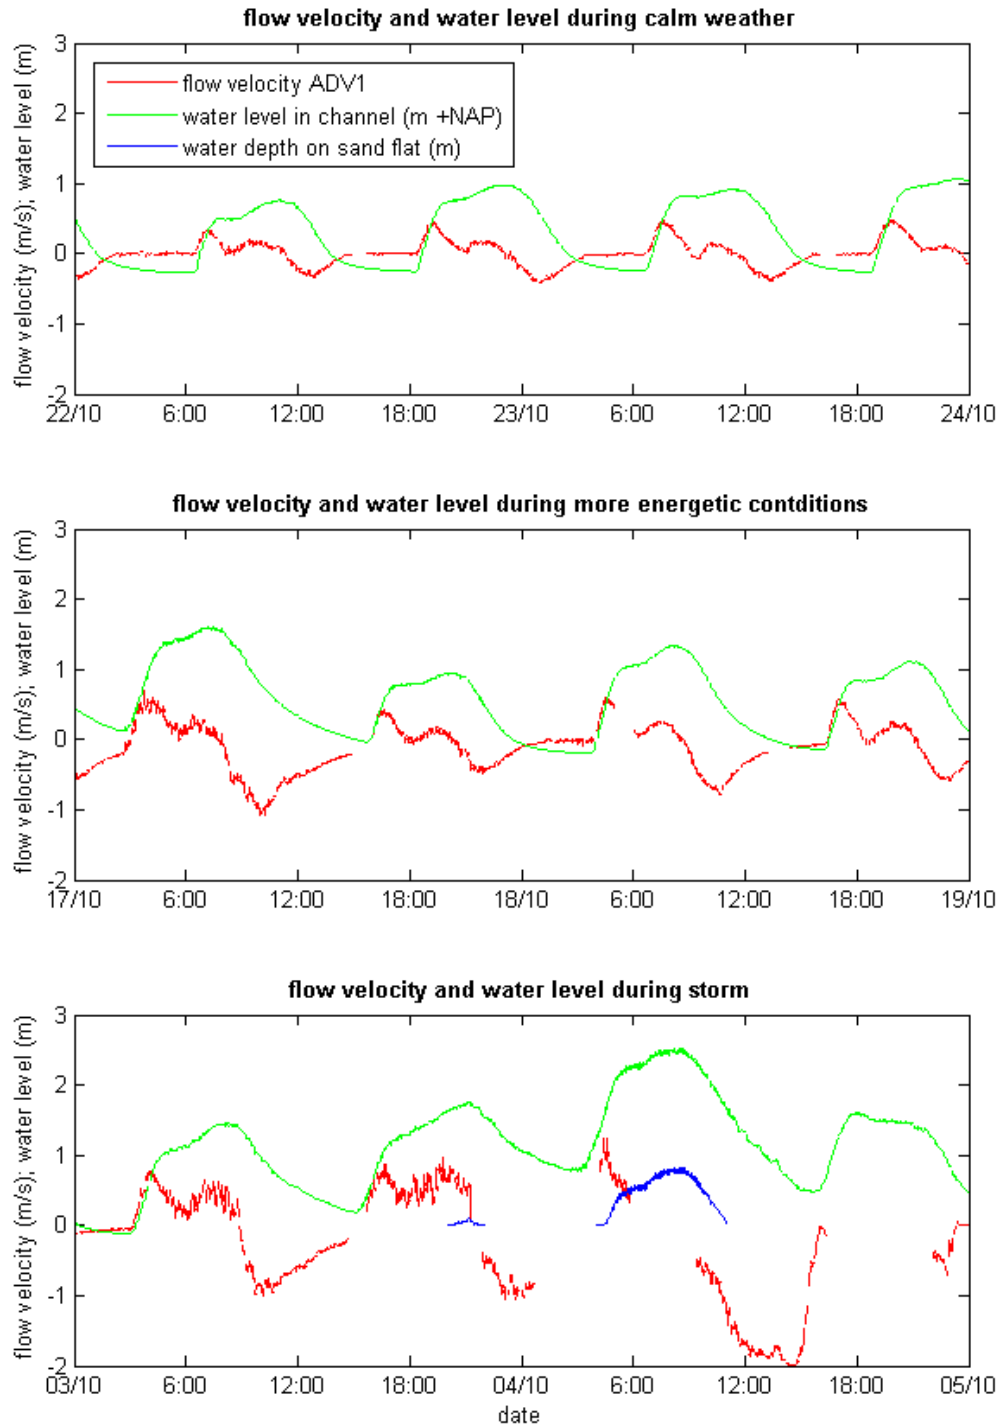 flow velocity and water level during calm weather
flow velocity (m/s); water level (m)
3
2
1
0
-1
-2
flow velocity ADV1
water level in channel (m +NAP)
water depth on sand flat (m)
22/10 6:00 12:00 18:00 23/10 6:00 12:00 18:00 24/10
flow velocity and water level during more energetic contditions
flow velocity (m/s); water level (m)
3
2
1
0
-1
-2
17/10 6:00 12:00 18:00 18/10 6:00 12:00 18:00 19/10
flow velocity and water level during storm
flow velocity (m/s); water level (m)
3
2
1
0
-1
-2
03/10 6:00 12:00 18:00 04/10 6:00 12:00 18:00 05/10
date